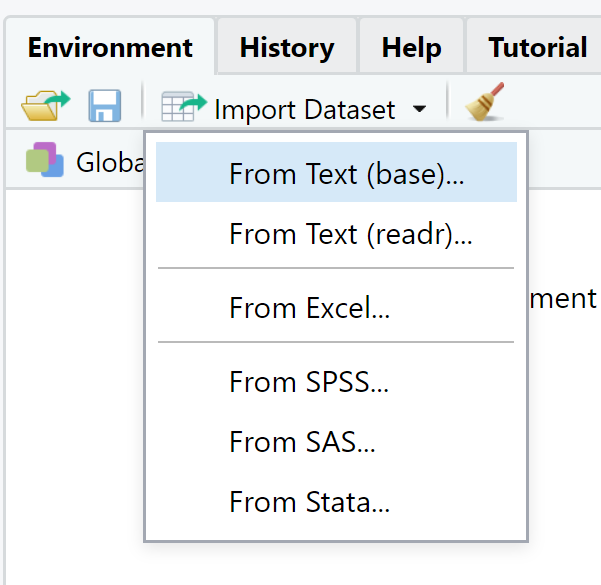 Environment History Help Tutorial
Import Dataset
Globa
From Text (base)...
From Text (readr)...
From Excel...
ment
From SPSS...
From SAS...
From Stata...